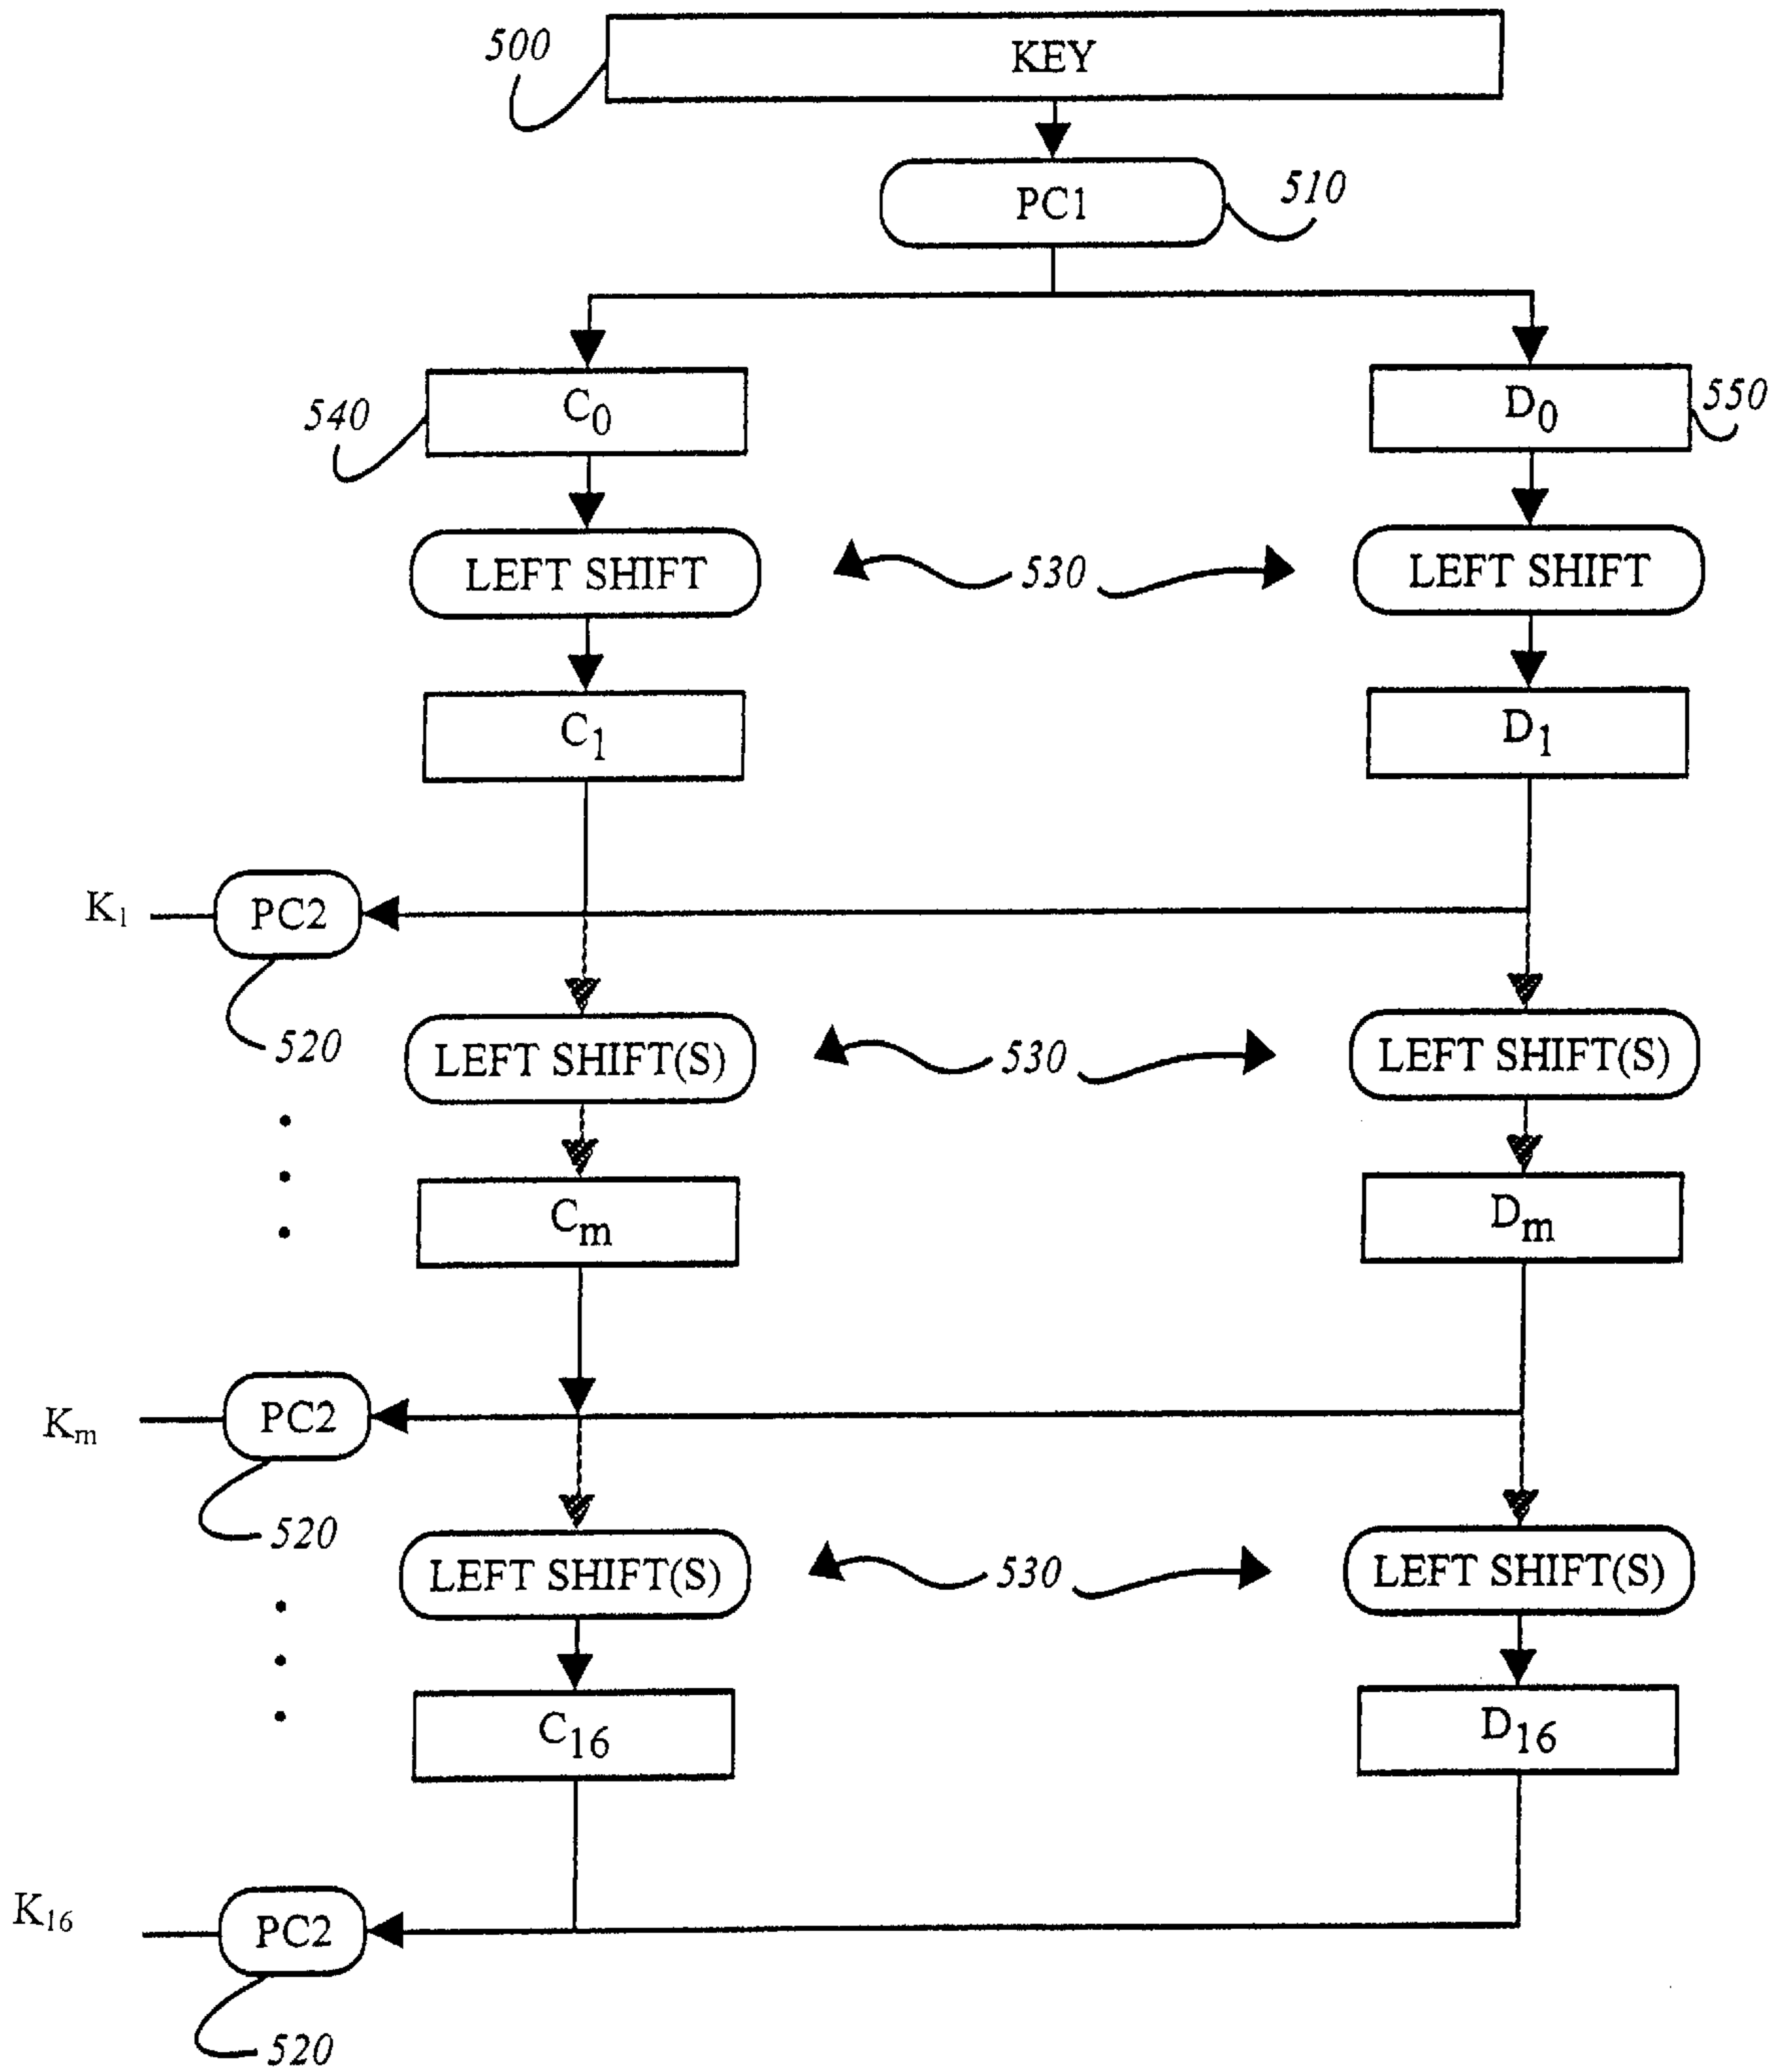 500
KEY
PC1
510
540
C0
D0
550
LEFT SHIFT
530
LEFT SHIFT
C1
D1
K1
PC2
520
LEFT SHIFT(S)
530
LEFT SHIFT(S)
Cm
Dm
Km
PC2
520
LEFT SHIFT(S)
530
LEFT SHIFT(S)
C16
D16
K16
PC2
520